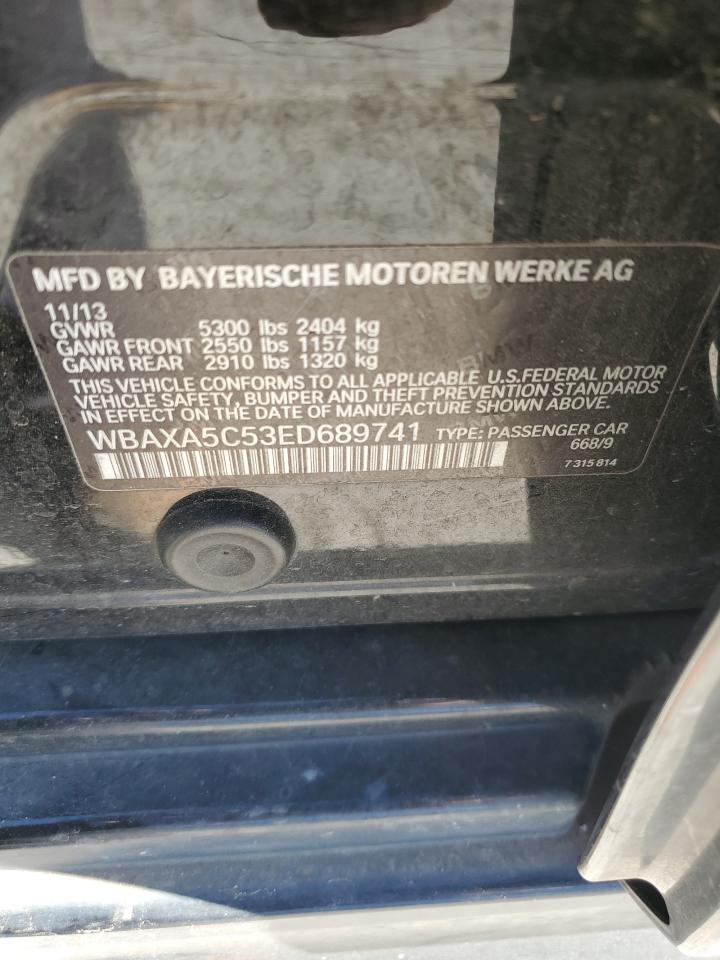 MFD BY BAYERISCHE MOTOREN WERKE AG
11/13
GVWR 5300 lbs 2404 kg
GAWR FRONT 2550 lbs 1157 kg
GAWR REAR 2910 lbs 1320 kg
THIS VEHICLE CONFORMS TO ALL APPLICABLE U.S.FEDERAL MOTOR
VEHICLE SAFETY, BUMPER AND THEFT PREVENTION STANDARDS
IN EFFECT ON THE DATE OF MANUFACTURE SHOWN ABOVE.
WBAXA5C53ED689741 TYPE: PASSENGER CAR
668/9
7315814